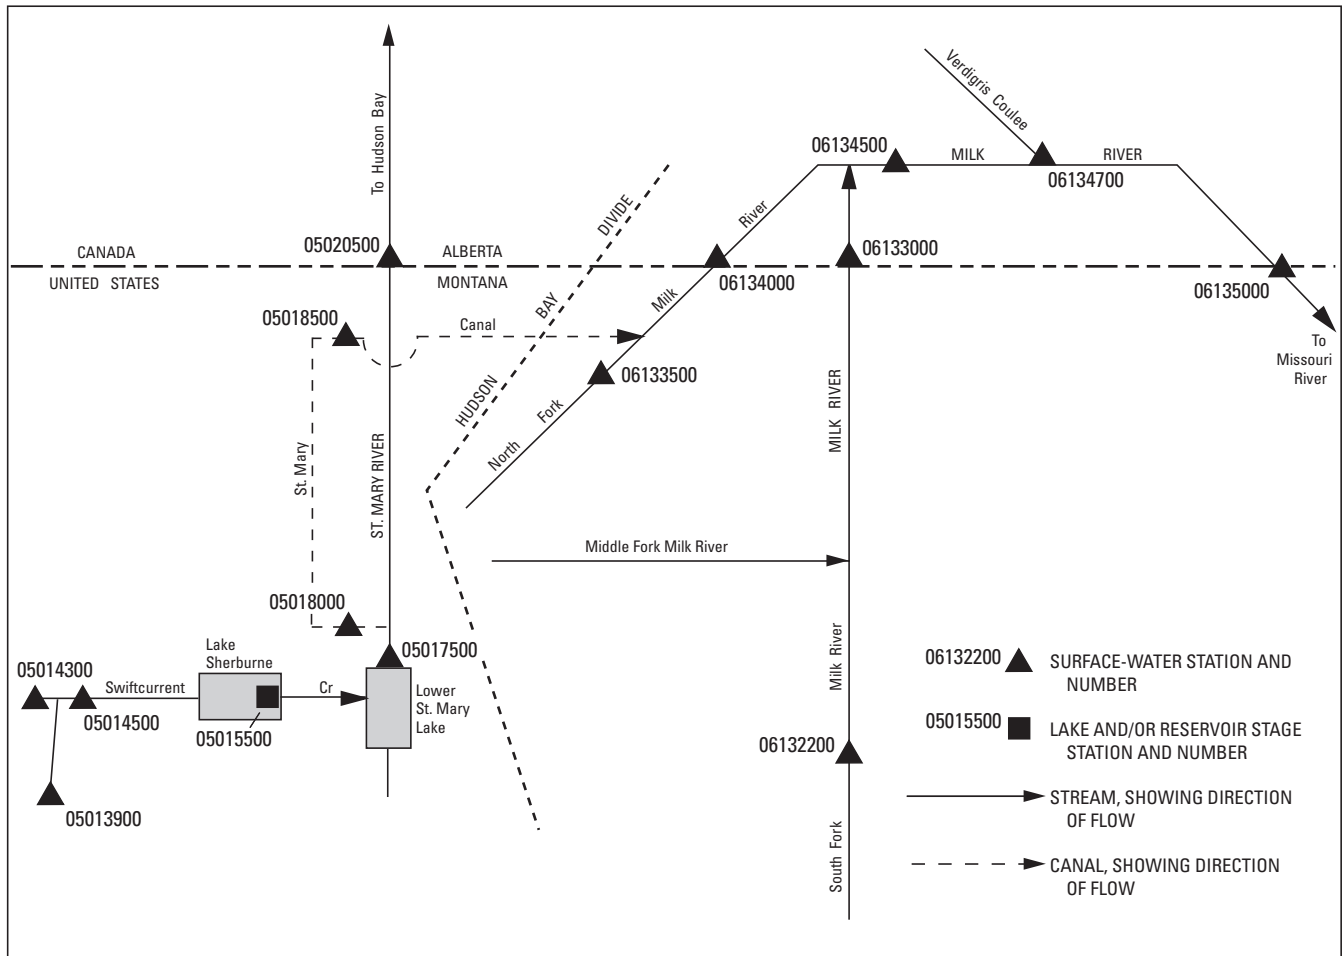 To Hudson Bay
Verdigris Coulee
06134500
MILK
RIVER
06134700
DIVIDE
River
05020500
CANADA
ALBERTA
06133000
UNITED STATES
MONTANA
06134000
06135000
Milk
BAY
05018500
Canal
To
Missouri
River
06133500
HUDSON
Fork
MILK RIVER
North
St. Mary
ST. MARY RIVER
Middle Fork Milk River
05018000
Lake
Sherburne
05017500
05014300
Swiftcurrent
Cr
Lower
St. Mary
Lake
05014500
05015500
05013900
Milk River
06132200
South Fork
06132200
SURFACE-WATER STATION AND
NUMBER
05015500
LAKE AND/OR RESERVOIR STAGE
STATION AND NUMBER
STREAM, SHOWING DIRECTION
OF FLOW
CANAL, SHOWING DIRECTION
OF FLOW